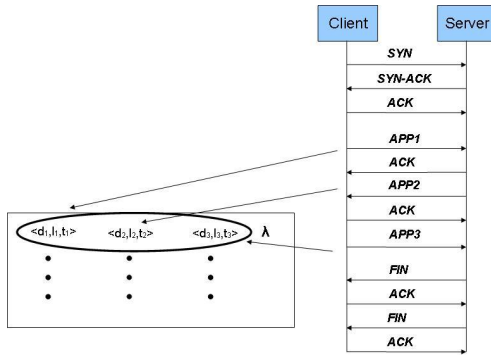 Client Server
SYN
SYN-ACK
ACK
APP1
ACK
APP2
ACK
APP3
FIN
ACK
FIN
ACK
<d₁,l₁,t₁> <d₂,l₂,t₂> <d₃,l₃,t₃> λ